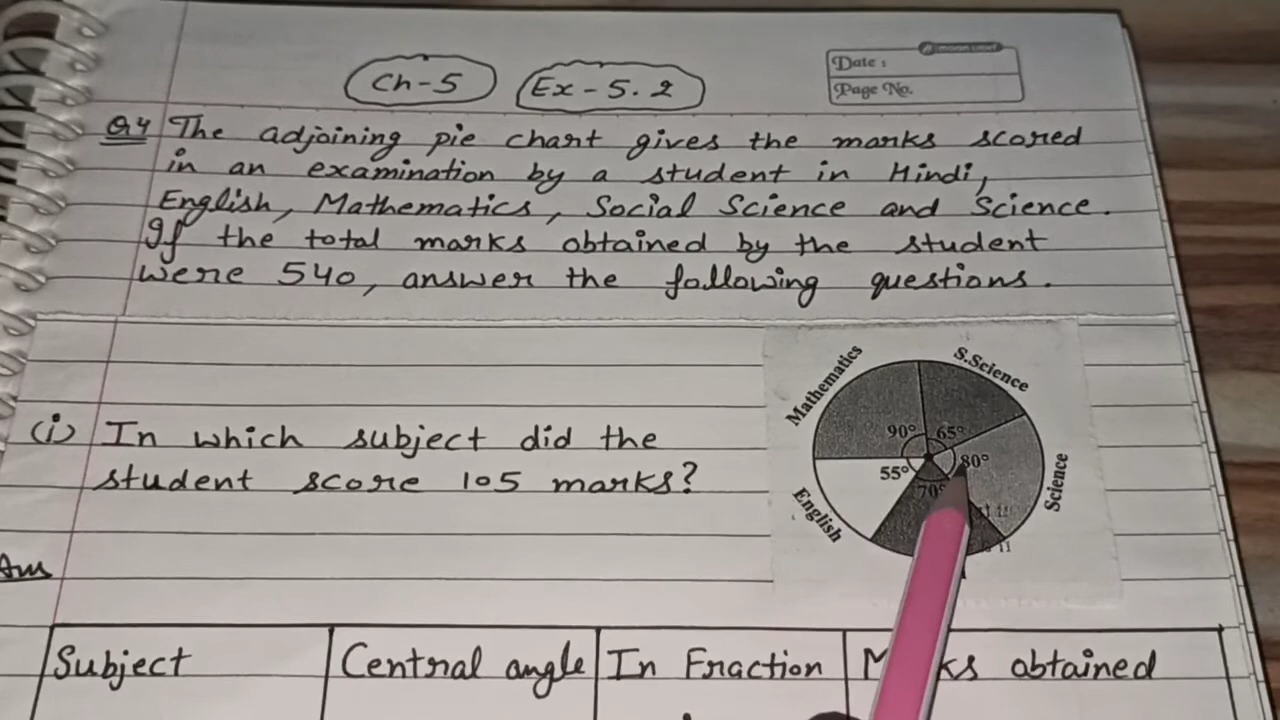 Ch-5 Ex-5.2
Date :
Page No.
Q4 The adjoining pie chart gives the marks scored
in an examination by a student in Hindi,
English, Mathematics, Social Science and Science.
If the total marks obtained by the student
were 540, answer the following questions.
(i) In which subject did the
student score 105 marks?
Mathematics
S.Science
90° 65°
55° 80°
70°
English
Science
Ans
Subject Central angle In Fraction obtained